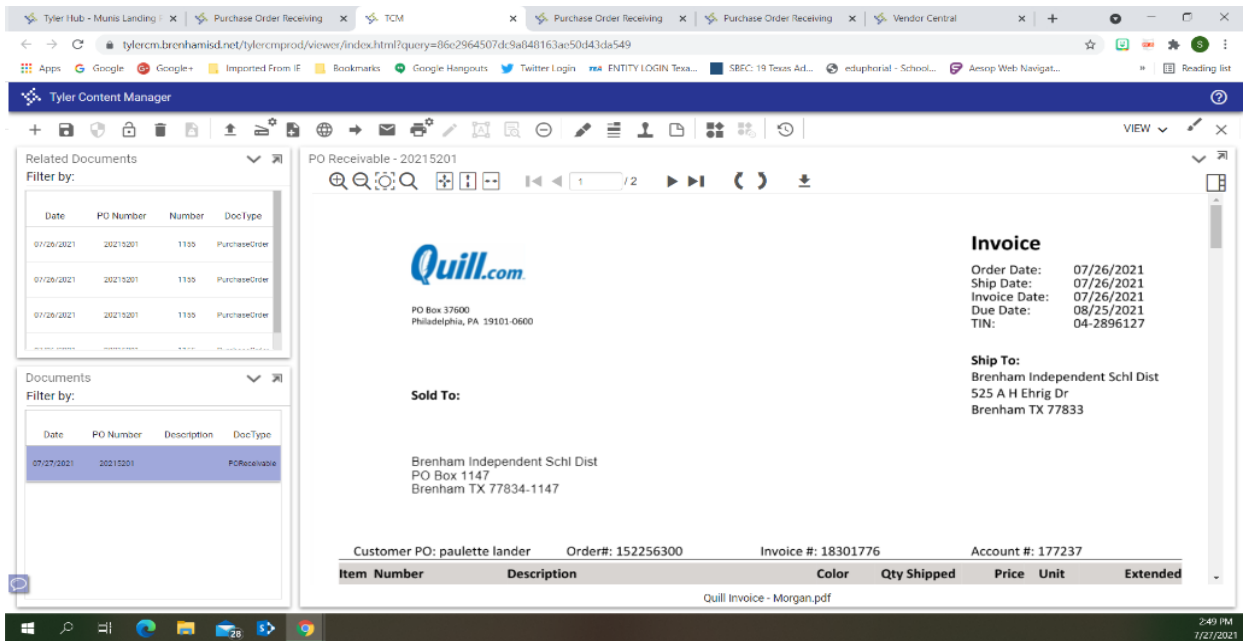 Tyler Hub - Munis Landing P
Purchase Order Receiving
TCM
Purchase Order Receiving
Purchase Order Receiving
Vendor Central
tylercm.brenhamisd.net/tylercmprod/viewer/index.html?query=86e2964507dc9a848163ae50d43da549
S
Apps
Google
Google+
Imported From IE
Bookmarks
Google Hangouts
Twitter Login
TEA ENTITY LOGIN Texa...
SBEC: 19 Texas Ad...
eduphoria! - School...
Aesop Web Navigat...
Reading list
Tyler Content Manager
VIEW
Related Documents
Filter by:
Date PO Number Number DocType
07/26/2021 20215201 1155 PurchaseOrder
07/26/2021 20215201 1155 PurchaseOrder
07/26/2021 20215201 1155 PurchaseOrder
Documents
Filter by:
Date PO Number Description DocType
07/27/2021 20215201 POReceivable
PO Receivable - 20215201
1 /2
Quill.com
PO Box 37600
Philadelphia, PA 19101-0600
Invoice
Order Date: 07/26/2021
Ship Date: 07/26/2021
Invoice Date: 07/26/2021
Due Date: 08/25/2021
TIN: 04-2896127
Ship To:
Brenham Independent Schl Dist
525 A H Ehrig Dr
Brenham TX 77833
Sold To:
Brenham Independent Schl Dist
PO Box 1147
Brenham TX 77834-1147
Customer PO: paulette lander Order#: 152256300 Invoice #: 18301776 Account #: 177237
Item Number Description Color Qty Shipped Price Unit Extended
Quill Invoice - Morgan.pdf
28
2:49 PM
7/27/2021